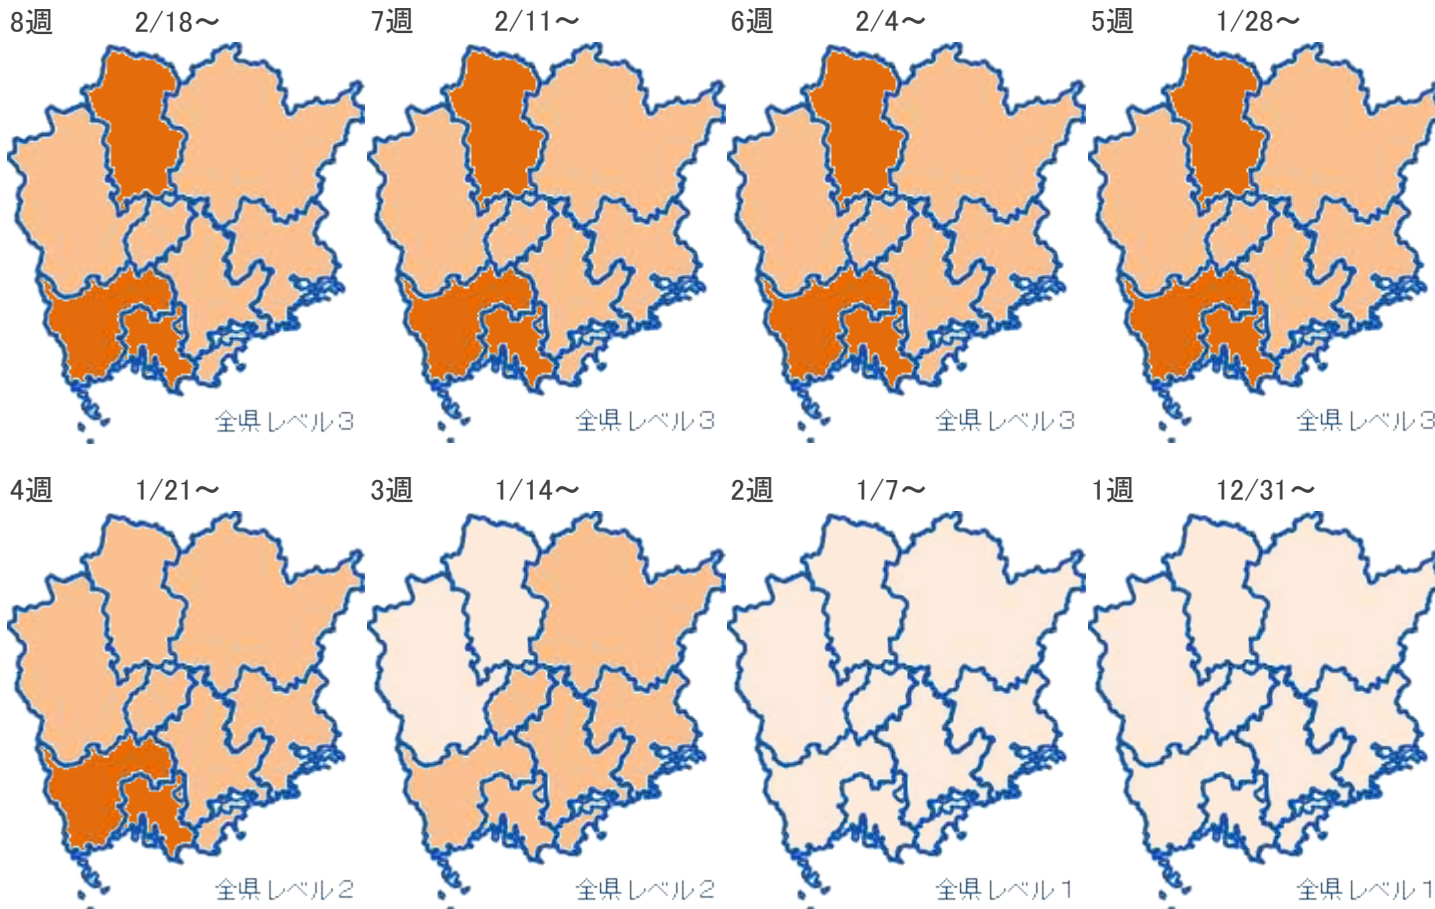 8週 2/18～
7週 2/11～
6週 2/4～
5週 1/28～
全県レベル3
全県レベル3
全県レベル3
全県レベル3
4週 1/21～
3週 1/14～
2週 1/7～
1週 12/31～
全県レベル2
全県レベル2
全県レベル1
全県レベル1